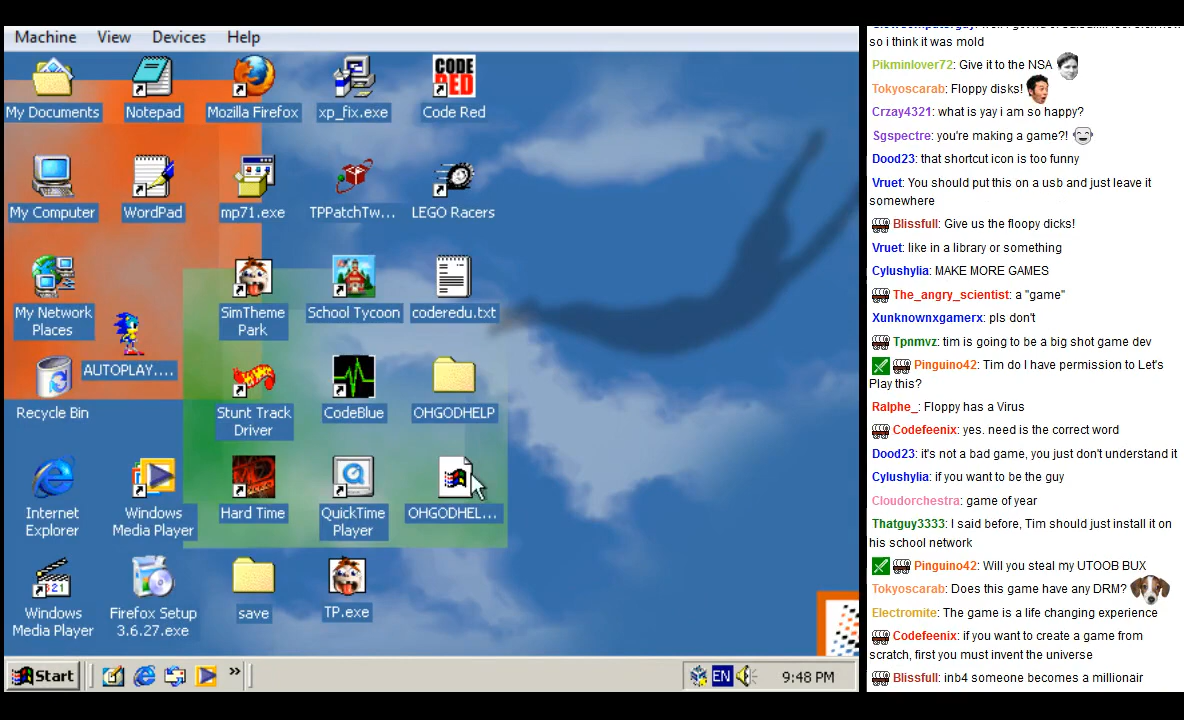 Machine View Devices Help
My Documents Notepad Mozilla Firefox xp_fix.exe CODE RED Code Red
My Computer WordPad mp71.exe TPPatchTw... LEGO Racers
My Network Places AUTOPLAY.... SimTheme Park School Tycoon coderedu.txt
Recycle Bin Stunt Track Driver CodeBlue OHGODHELP
Internet Explorer Windows Media Player Hard Time QuickTime Player OHGODHEL...
Windows Media Player Firefox Setup 3.6.27.exe save TP.exe
Start » EN 9:48 PM
so i think it was mold
Pikminlover72: Give it to the NSA
Tokyoscarab: Floppy disks!
Crzay4321: what is yay i am so happy?
Sgspectre: you're making a game?!
Dood23: that shortcut icon is too funny
Vruet: You should put this on a usb and just leave it
somewhere
Blissfull: Give us the floopy dicks!
Vruet: like in a library or something
Cylushylia: MAKE MORE GAMES
The_angry_scientist: a "game"
Xunknownxgamerx: pls don't
Tpnmvz: tim is going to be a big shot game dev
Pinguino42: Tim do I have permission to Let's
Play this?
Ralphe_: Floppy has a Virus
Codefeenix: yes. need is the correct word
Dood23: it's not a bad game, you just don't understand it
Cylushylia: if you want to be the guy
Cloudorchestra: game of year
Thatguy3333: I said before, Tim should just install it on
his school network
Pinguino42: Will you steal my UTOOB BUX
Tokyoscarab: Does this game have any DRM?
Electromite: The game is a life changing experience
Codefeenix: if you want to create a game from
scratch, first you must invent the universe
Blissfull: inb4 someone becomes a millionair